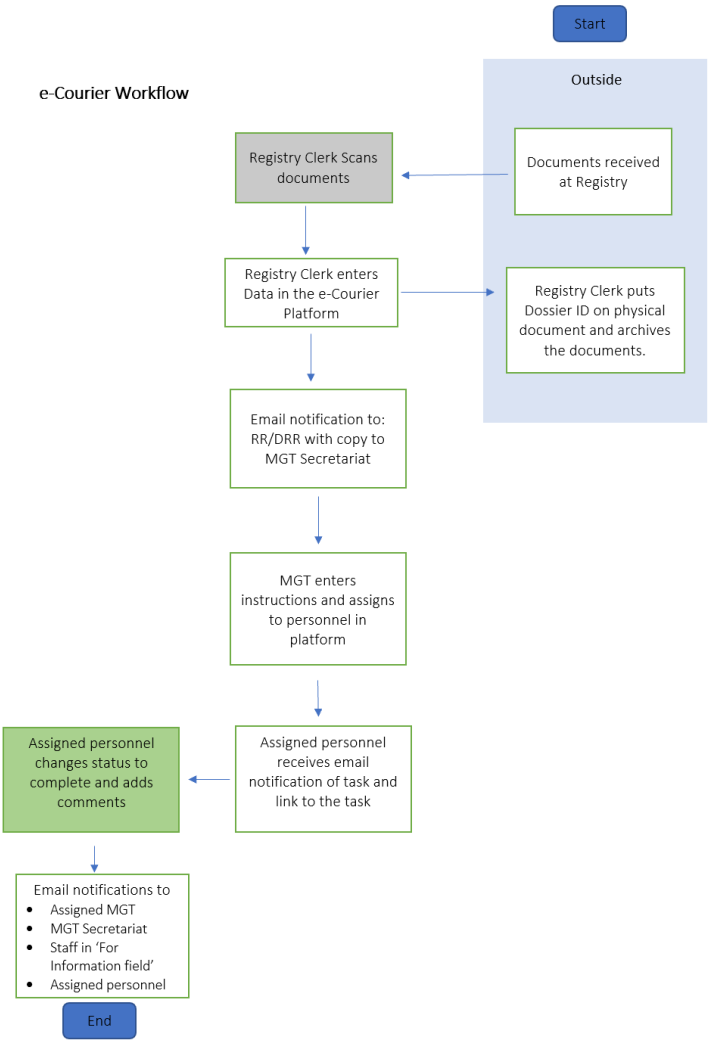 Start
e-Courier Workflow
Outside
Documents received
at Registry
Registry Clerk Scans
documents
Registry Clerk enters
Data in the e-Courier
Platform
Registry Clerk puts
Dossier ID on physical
document and archives
the documents.
Email notification to:
RR/DRR with copy to
MGT Secretariat
MGT enters
instructions and assigns
to personnel in
platform
Assigned personnel
receives email
notification of task and
link to the task
Assigned personnel
changes status to
complete and adds
comments
Email notifications to
• Assigned MGT
• MGT Secretariat
• Staff in ‘For
Information field’
• Assigned personnel
End